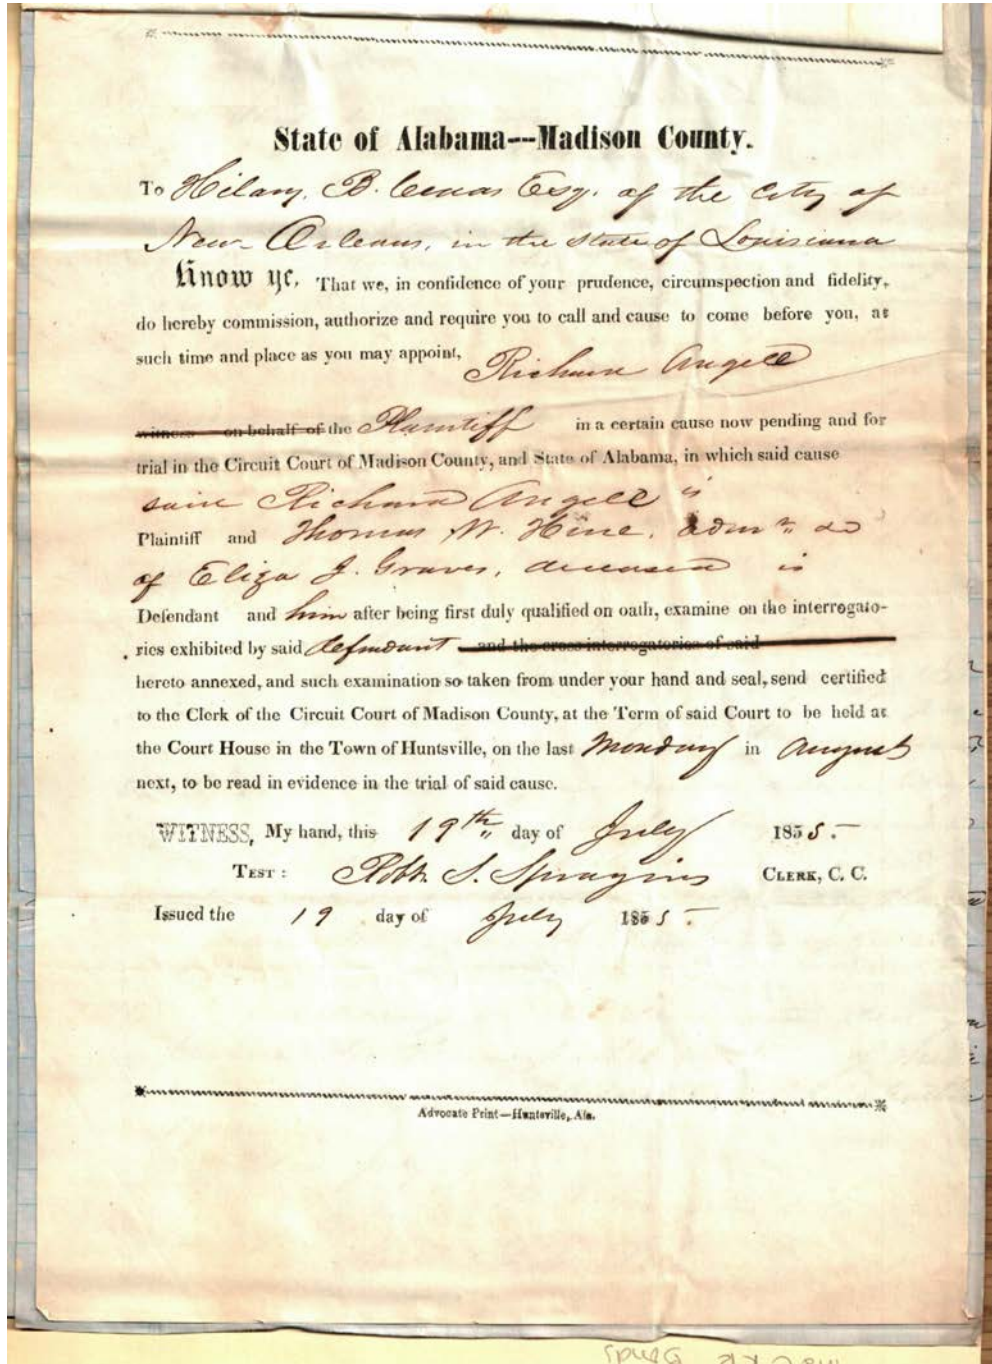 State of Alabama---Madison County.
To Hilary B. Cenas Esq. of the City of
New Orleans, in the State of Louisiana
Know ye, That we, in confidence of your prudence, circumspection and fidelity,
do hereby commission, authorize and require you to call and cause to come before you, at
such time and place as you may appoint, Richard Angell
witness on behalf of the Plaintiff in a certain cause now pending and for
trial in the Circuit Court of Madison County, and State of Alabama, in which said cause
said Richard Angell is
Plaintiff and Thomas W. Hine, adm'r &c
of Eliza J. Graves, deceased is
Defendant and him after being first duly qualified on oath, examine on the interrogato-
ries exhibited by said defendant and the cross interrogatories of said
hereto annexed, and such examination so taken from under your hand and seal, send certified
to the Clerk of the Circuit Court of Madison County, at the Term of said Court to be held at
the Court House in the Town of Huntsville, on the last Monday in August
next, to be read in evidence in the trial of said cause.
WITNESS, My hand, this 19th day of July 1855.
TEST: Robt. S. Spragins CLERK, C. C.
Issued the 19 day of July 1855.
Advocate Print—Huntsville, Ala.